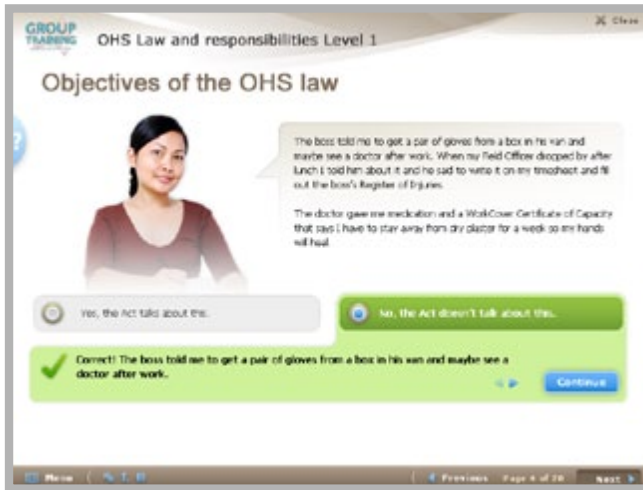 GROUP
TRAINING
OHS Law and responsibilities Level 1
Close
Objectives of the OHS law
?
The boss told me to get a pair of gloves from a box in his van and
maybe see a doctor after work. When my Field Officer dropped by after
lunch I told him about it and he said to write it on my timesheet and fill
out the boss's Register of Injuries.
The doctor gave me medication and a WorkCover Certificate of Capacity
that says I have to stay away from dry plaster for a week so my hands
will heal.
Yes, the Act talks about this.
No, the Act doesn't talk about this.
Correct! The boss told me to get a pair of gloves from a box in his van and maybe see a
doctor after work.
Continue
Menu
Previous
Page 4 of 20
Next